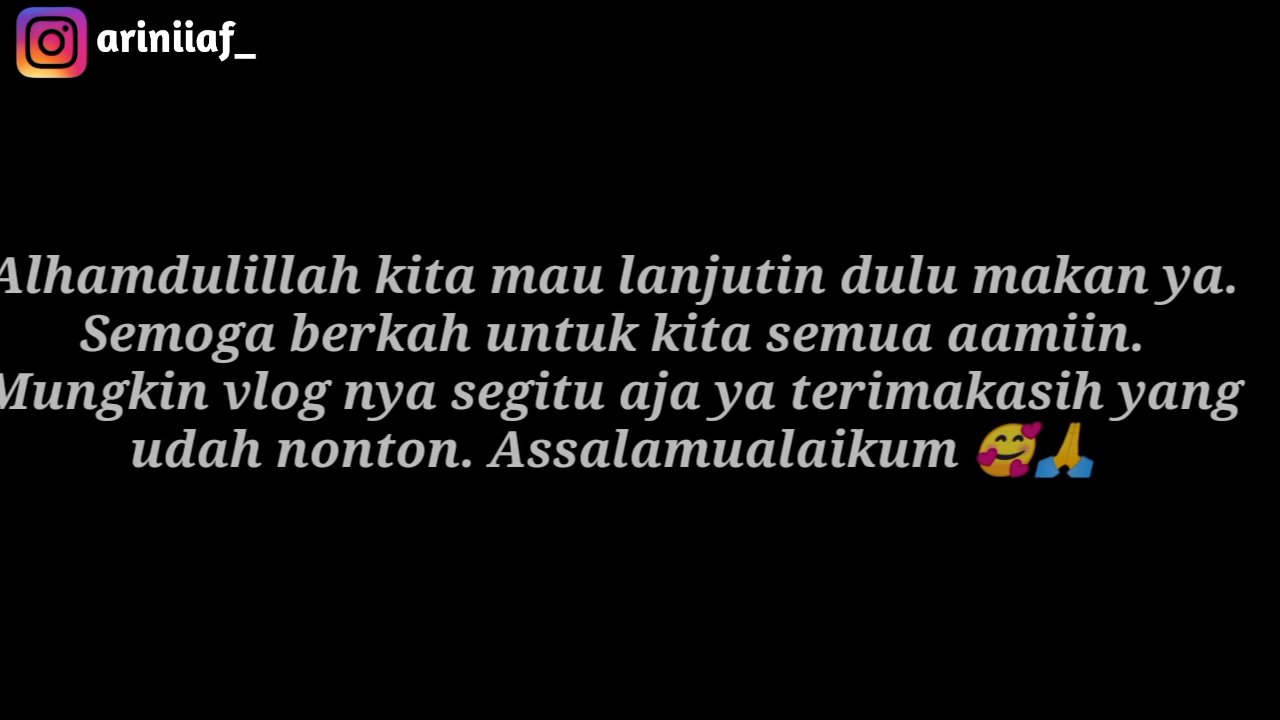 ariniiaf_
Alhamdulillah kita mau lanjutin dulu makan ya.
Semoga berkah untuk kita semua aamiin.
Mungkin vlog nya segitu aja ya terimakasih yang
udah nonton. Assalamualaikum 🥰🙏